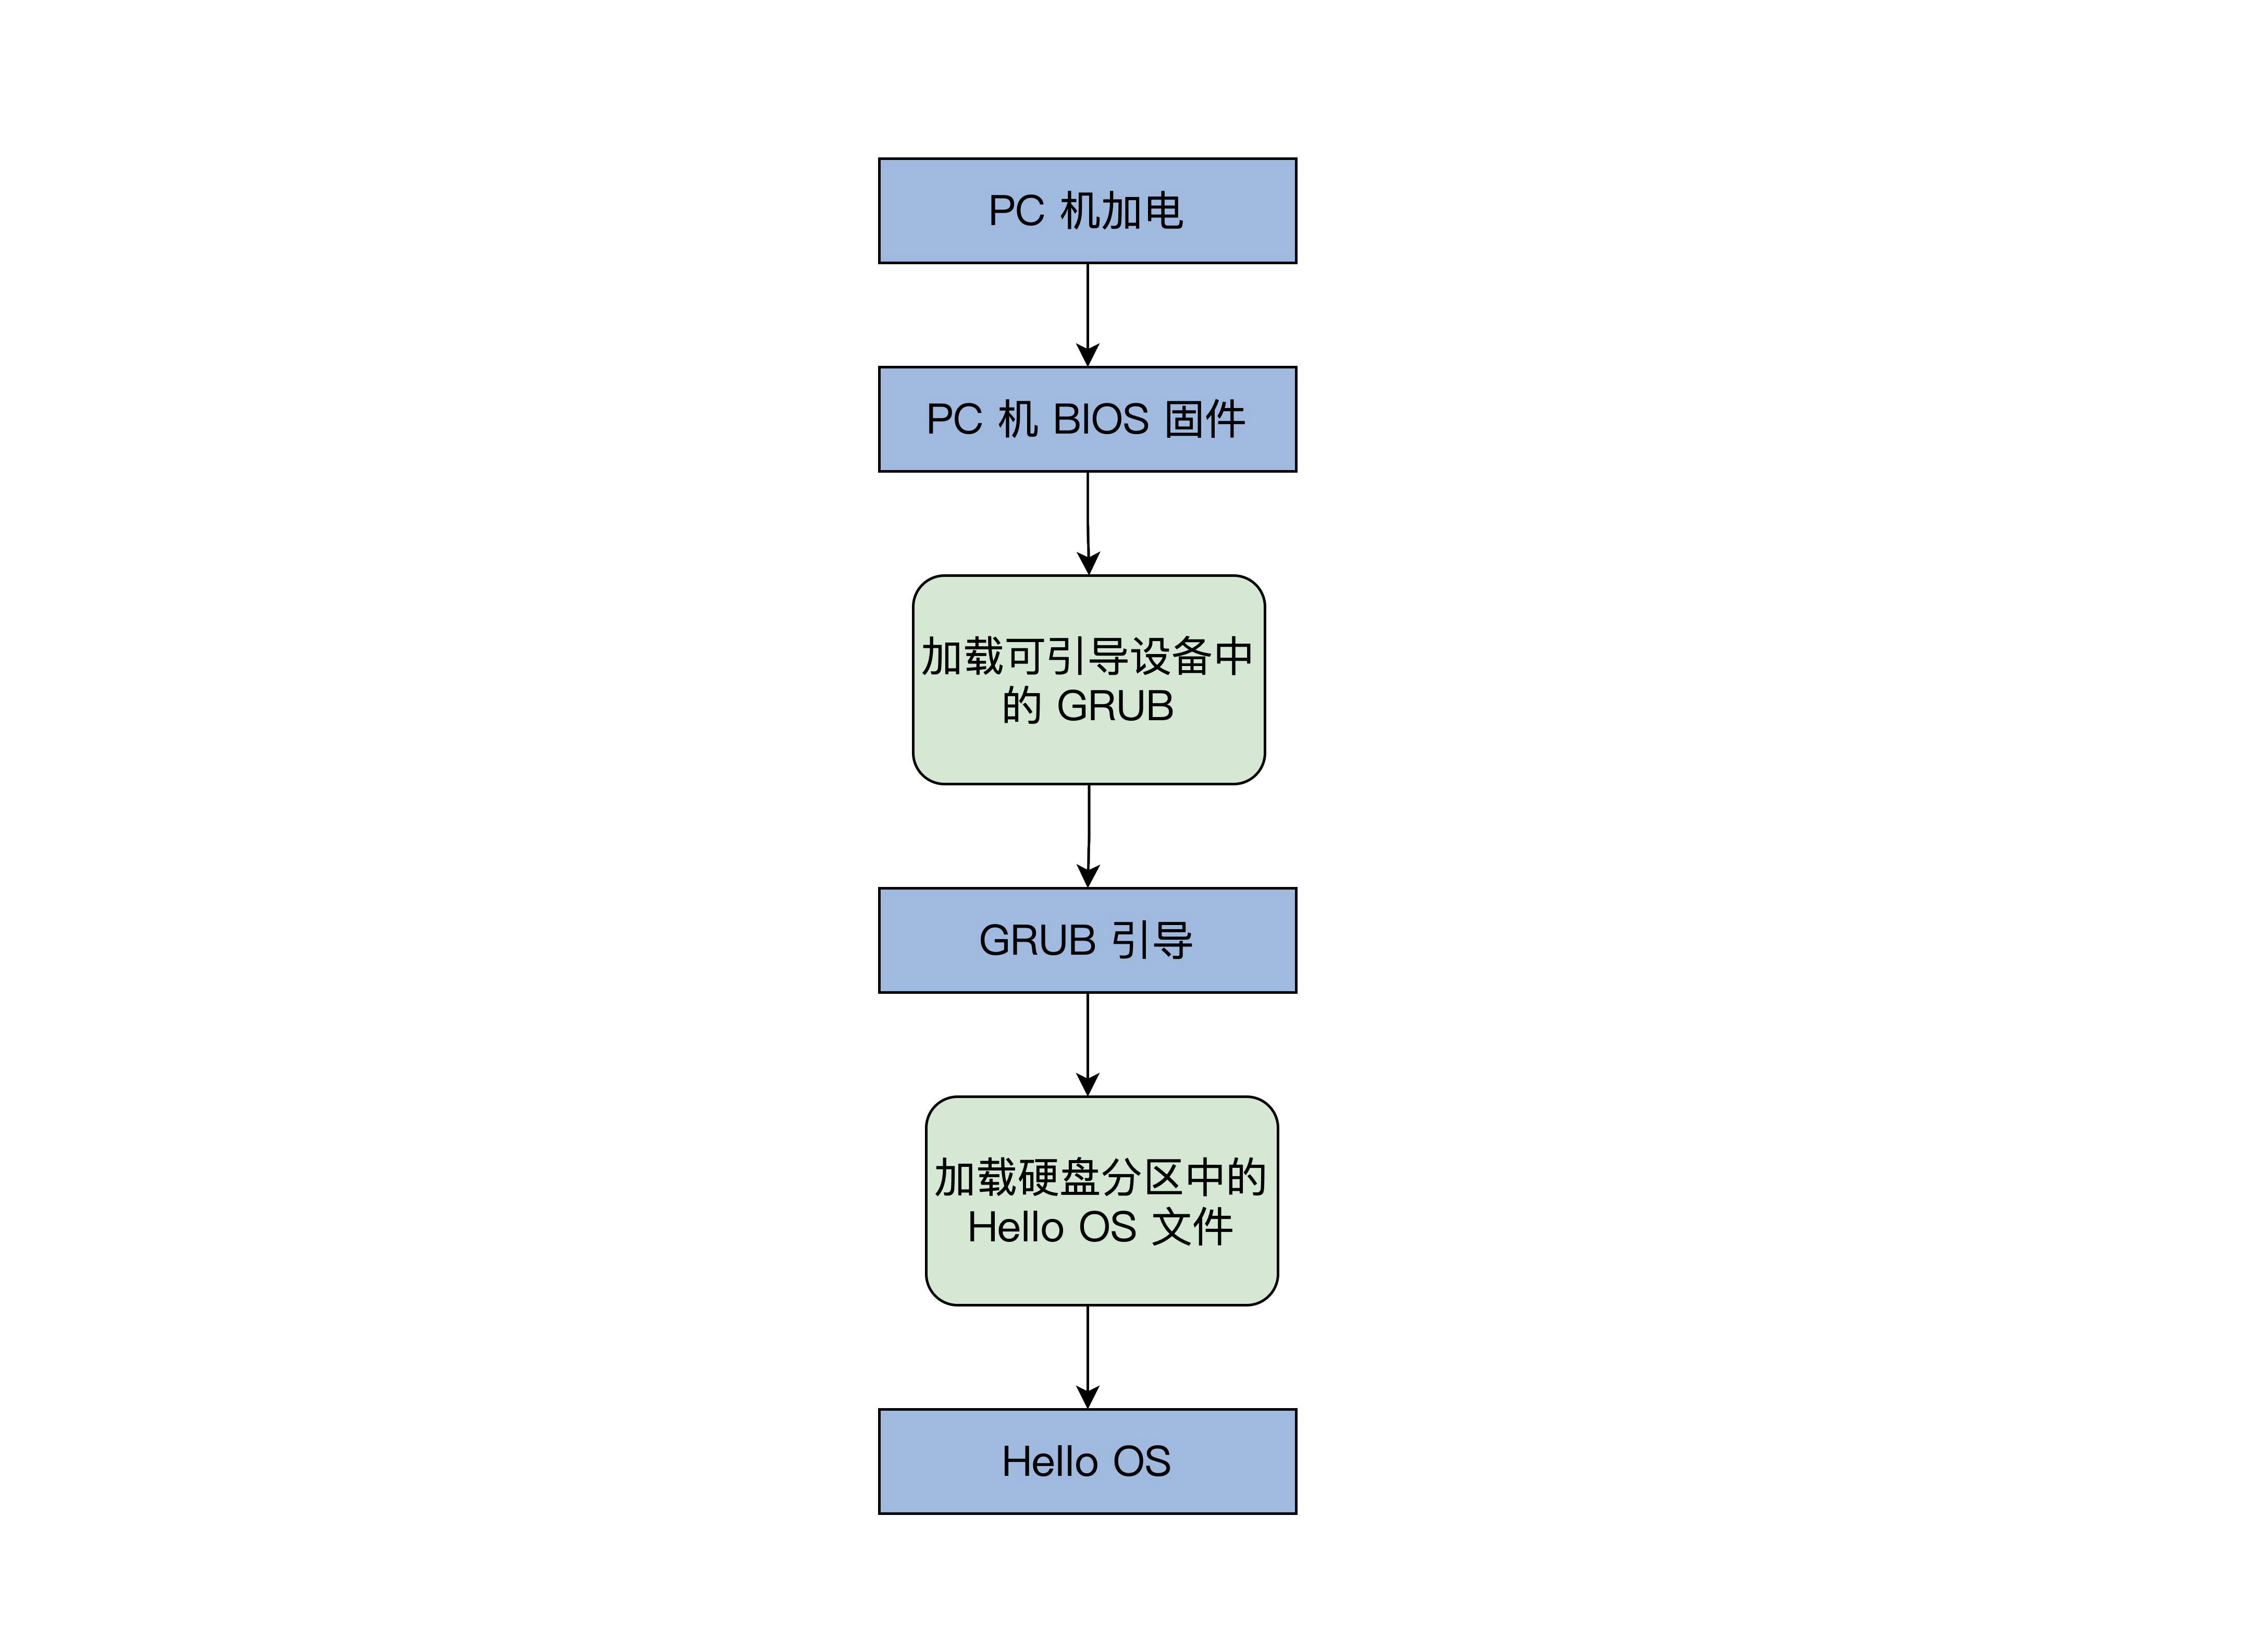 PC 机加电
PC 机 BIOS 固件
加载可引导设备中
的 GRUB
GRUB 引导
加载硬盘分区中的
Hello OS 文件
Hello OS